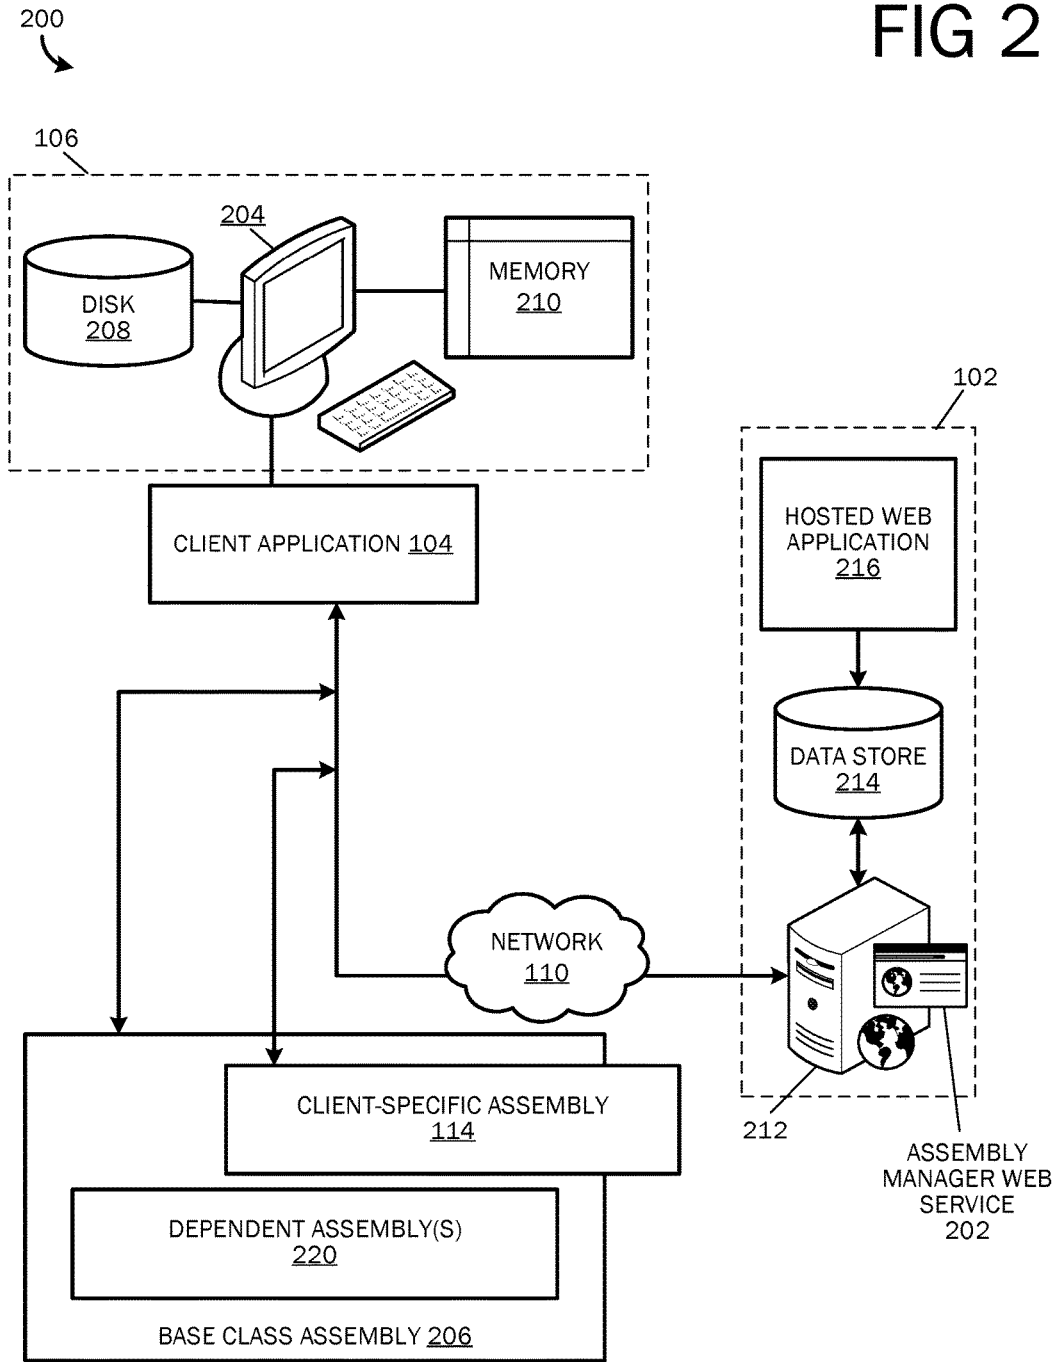 200
FIG 2
106
204
DISK
208
MEMORY
210
CLIENT APPLICATION 104
102
HOSTED WEB
APPLICATION
216
DATA STORE
214
NETWORK
110
212
ASSEMBLY
MANAGER WEB
SERVICE
202
CLIENT-SPECIFIC ASSEMBLY
114
DEPENDENT ASSEMBLY(S)
220
BASE CLASS ASSEMBLY 206